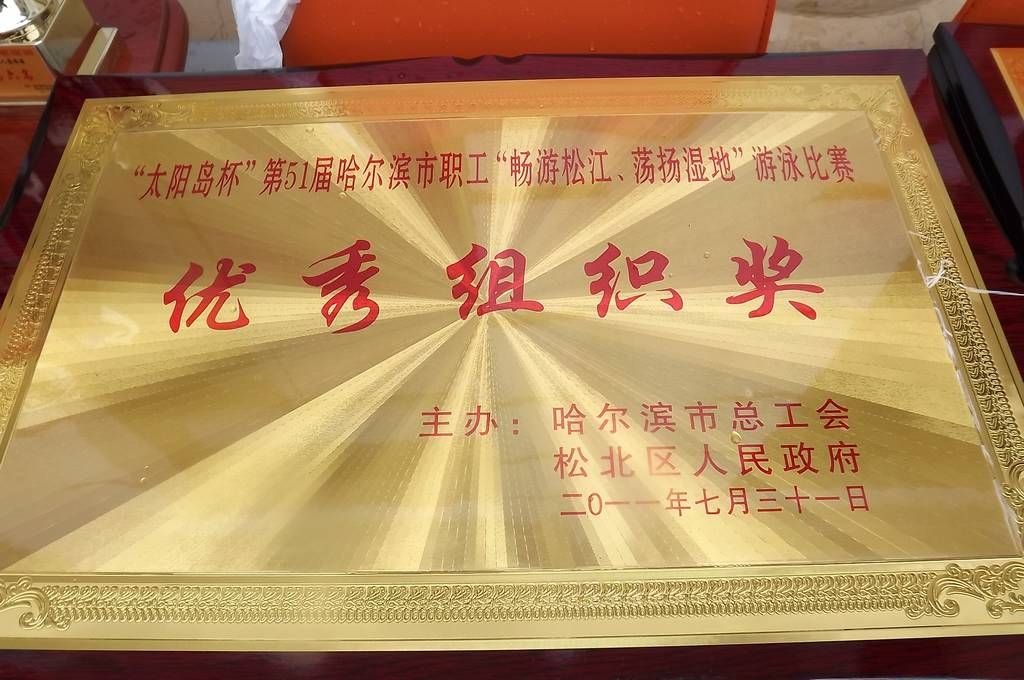 “太阳岛杯”第51届哈尔滨市职工“畅游松江、荡扬湿地”游泳比赛
优秀组织奖
主办：哈尔滨市总工会
松北区人民政府
二0一一年七月三十一日